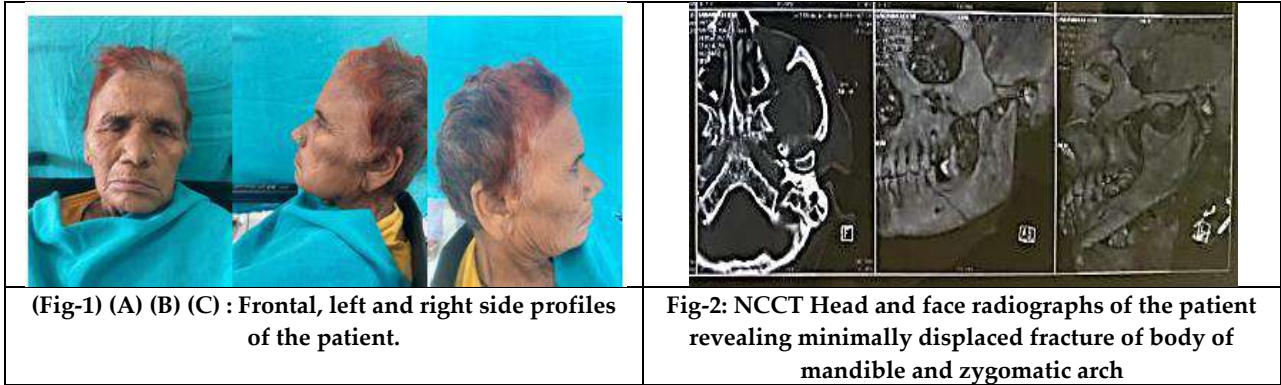 (Fig-1) (A) (B) (C) : Frontal, left and right side profiles
of the patient.
Fig-2: NCCT Head and face radiographs of the patient
revealing minimally displaced fracture of body of
mandible and zygomatic arch